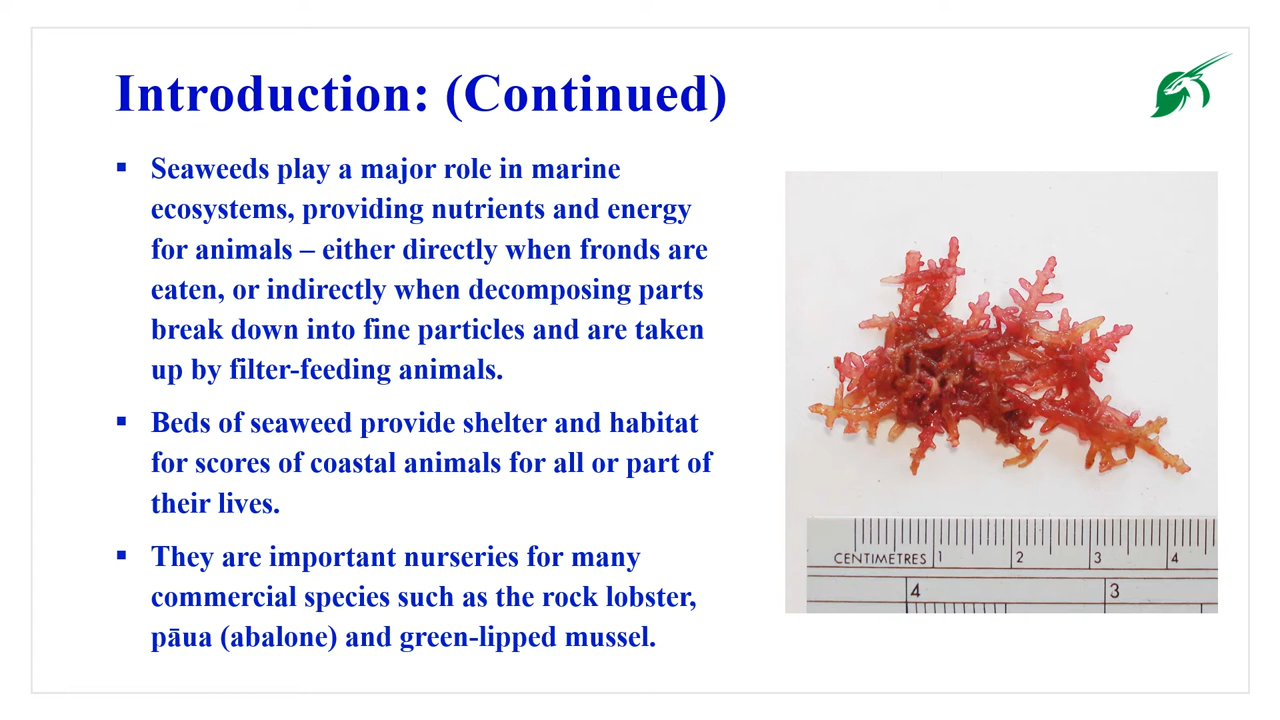 Introduction: (Continued)
▪ Seaweeds play a major role in marine
ecosystems, providing nutrients and energy
for animals – either directly when fronds are
eaten, or indirectly when decomposing parts
break down into fine particles and are taken
up by filter-feeding animals.
▪ Beds of seaweed provide shelter and habitat
for scores of coastal animals for all or part of
their lives.
▪ They are important nurseries for many
commercial species such as the rock lobster,
pāua (abalone) and green-lipped mussel.
CENTIMETRES 1 2 3 4
4 3